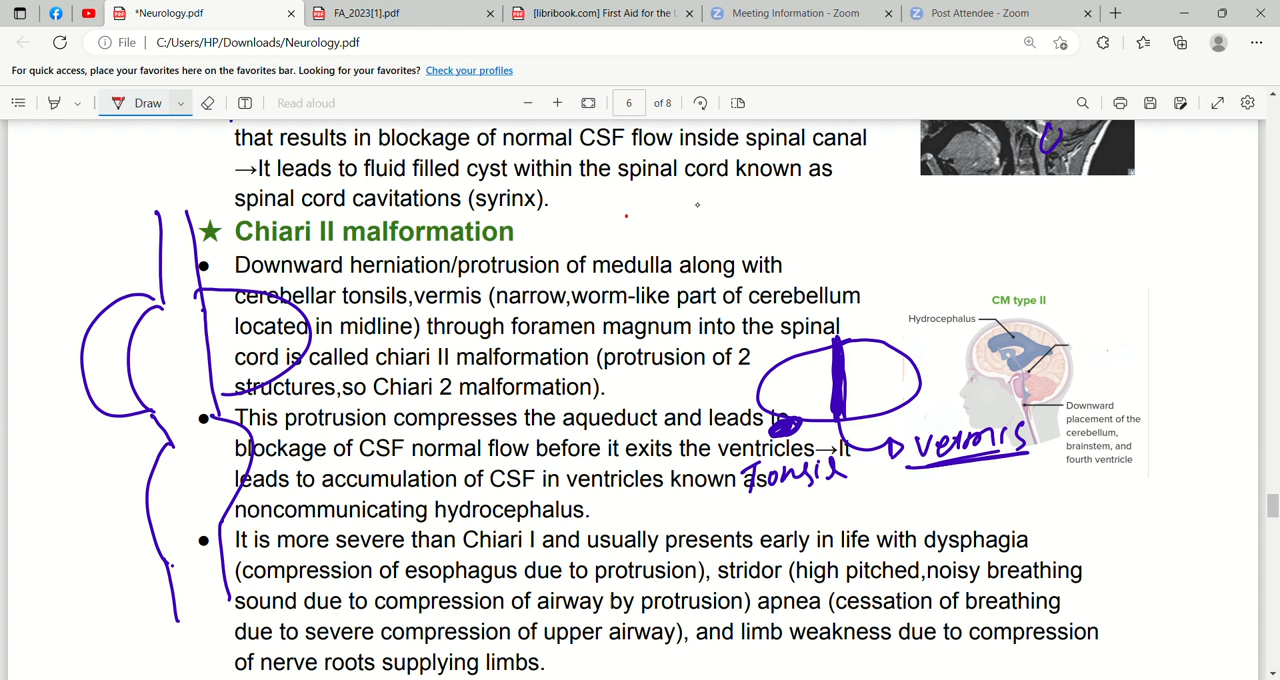 *Neurology.pdf
FA_2023[1].pdf
[libribook.com] First Aid for the U
Meeting Information - Zoom
Post Attendee - Zoom
File
C:/Users/HP/Downloads/Neurology.pdf
For quick access, place your favorites here on the favorites bar. Looking for your favorites? Check your profiles
Draw
Read aloud
6 of 8
that results in blockage of normal CSF flow inside spinal canal
→It leads to fluid filled cyst within the spinal cord known as
spinal cord cavitations (syrinx).
★ Chiari II malformation
● Downward herniation/protrusion of medulla along with
cerebellar tonsils,vermis (narrow,worm-like part of cerebellum
located in midline) through foramen magnum into the spinal
cord is called chiari II malformation (protrusion of 2
structures,so Chiari 2 malformation).
● This protrusion compresses the aqueduct and leads to
blockage of CSF normal flow before it exits the ventricles→It
leads to accumulation of CSF in ventricles known as
noncommunicating hydrocephalus.
● It is more severe than Chiari I and usually presents early in life with dysphagia
(compression of esophagus due to protrusion), stridor (high pitched,noisy breathing
sound due to compression of airway by protrusion) apnea (cessation of breathing
due to severe compression of upper airway), and limb weakness due to compression
of nerve roots supplying limbs.
CM type II
Hydrocephalus
Downward
placement of the
cerebellum,
brainstem, and
fourth ventricle
Vermis
Tonsil